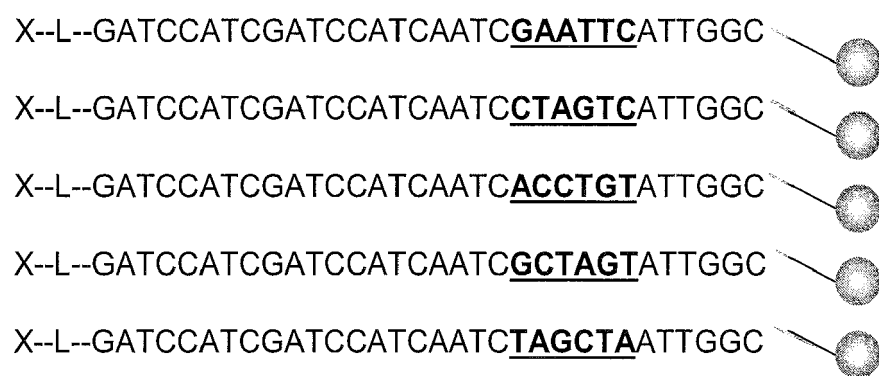 X--L--GATCCATCGATCCATCAATCGAATTCATTGGC
X--L--GATCCATCGATCCATCAATCCTAGTCATTGGC
X--L--GATCCATCGATCCATCAATCACCTGTATTGGC
X--L--GATCCATCGATCCATCAATCGCTAGTATTGGC
X--L--GATCCATCGATCCATCAATCTAGCTAATTGGC